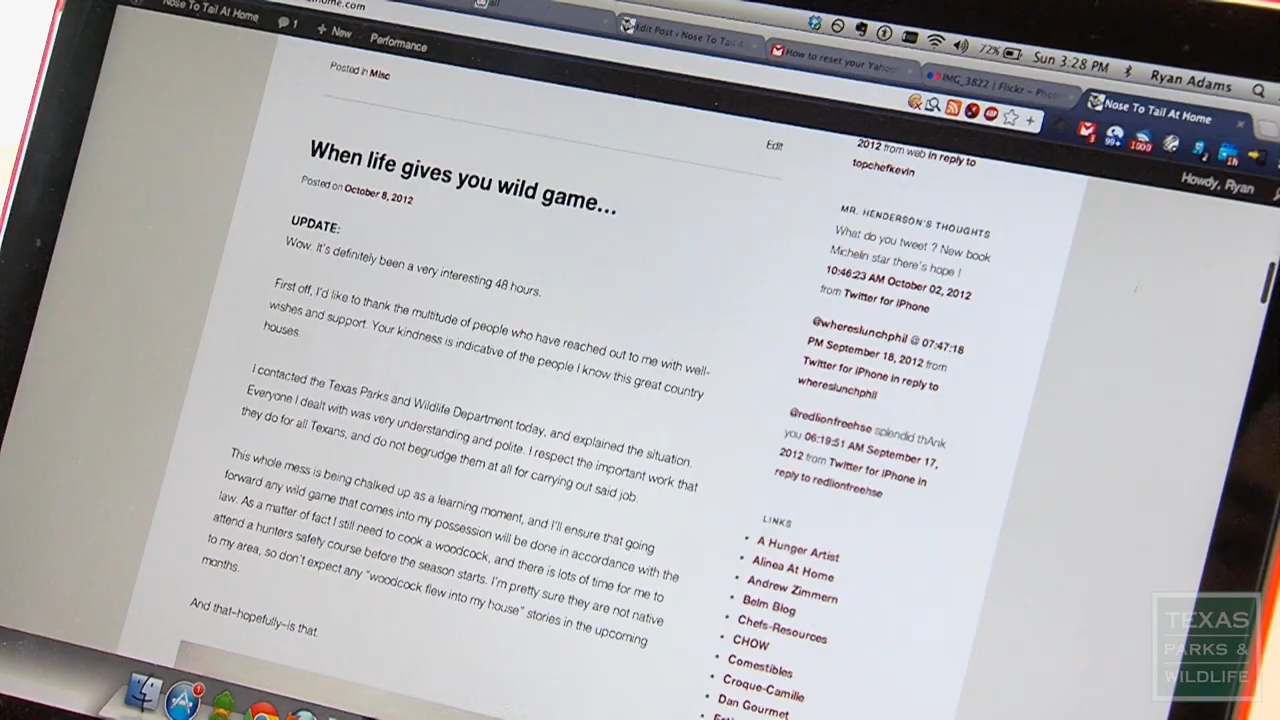 Nose To Tail At Home
1
+ New
Performance
Edit Post ‹ Nose To Tail A
How to reset your Yahoo
IMG_3822 | Flickr - Phot
Nose To Tail At Home
72%
Sun 3:28 PM
Ryan Adams
Howdy, Ryan
Posted in Misc
Edit
When life gives you wild game...
Posted on October 8, 2012
UPDATE:
Wow. It's definitely been a very interesting 48 hours.
First off, I'd like to thank the multitude of people who have reached out to me with well-
wishes and support. Your kindness is indicative of the people I know this great country
houses.
I contacted the Texas Parks and Wildlife Department today, and explained the situation.
Everyone I dealt with was very understanding and polite. I respect the important work that
they do for all Texans, and do not begrudge them at all for carrying out said job.
This whole mess is being chalked up as a learning moment, and I'll ensure that going
forward any wild game that comes into my possession will be done in accordance with the
law. As a matter of fact I still need to cook a woodcock, and there is lots of time for me to
attend a hunters safety course before the season starts. I'm pretty sure they are not native
to my area, so don't expect any "woodcock flew into my house" stories in the upcoming
months.
And that–hopefully–is that.
2012 from web in reply to
topchefkevin
MR. HENDERSON'S THOUGHTS
What do you tweet ? New book
Michelin star there's hope !
10:46:23 AM October 02, 2012
from Twitter for iPhone
@whereslunchphil @ 07:47:18
PM September 18, 2012 from
Twitter for iPhone in reply to
whereslunchphil
@redlionfreehse splendid thAnk
you 06:19:51 AM September 17,
2012 from Twitter for iPhone in
reply to redlionfreehse
LINKS
A Hunger Artist
Alinea At Home
Andrew Zimmern
Belm Blog
Chefs-Resources
CHOW
Comestibles
Croque-Camille
Dan Gourmet
TEXAS
PARKS &
WILDLIFE